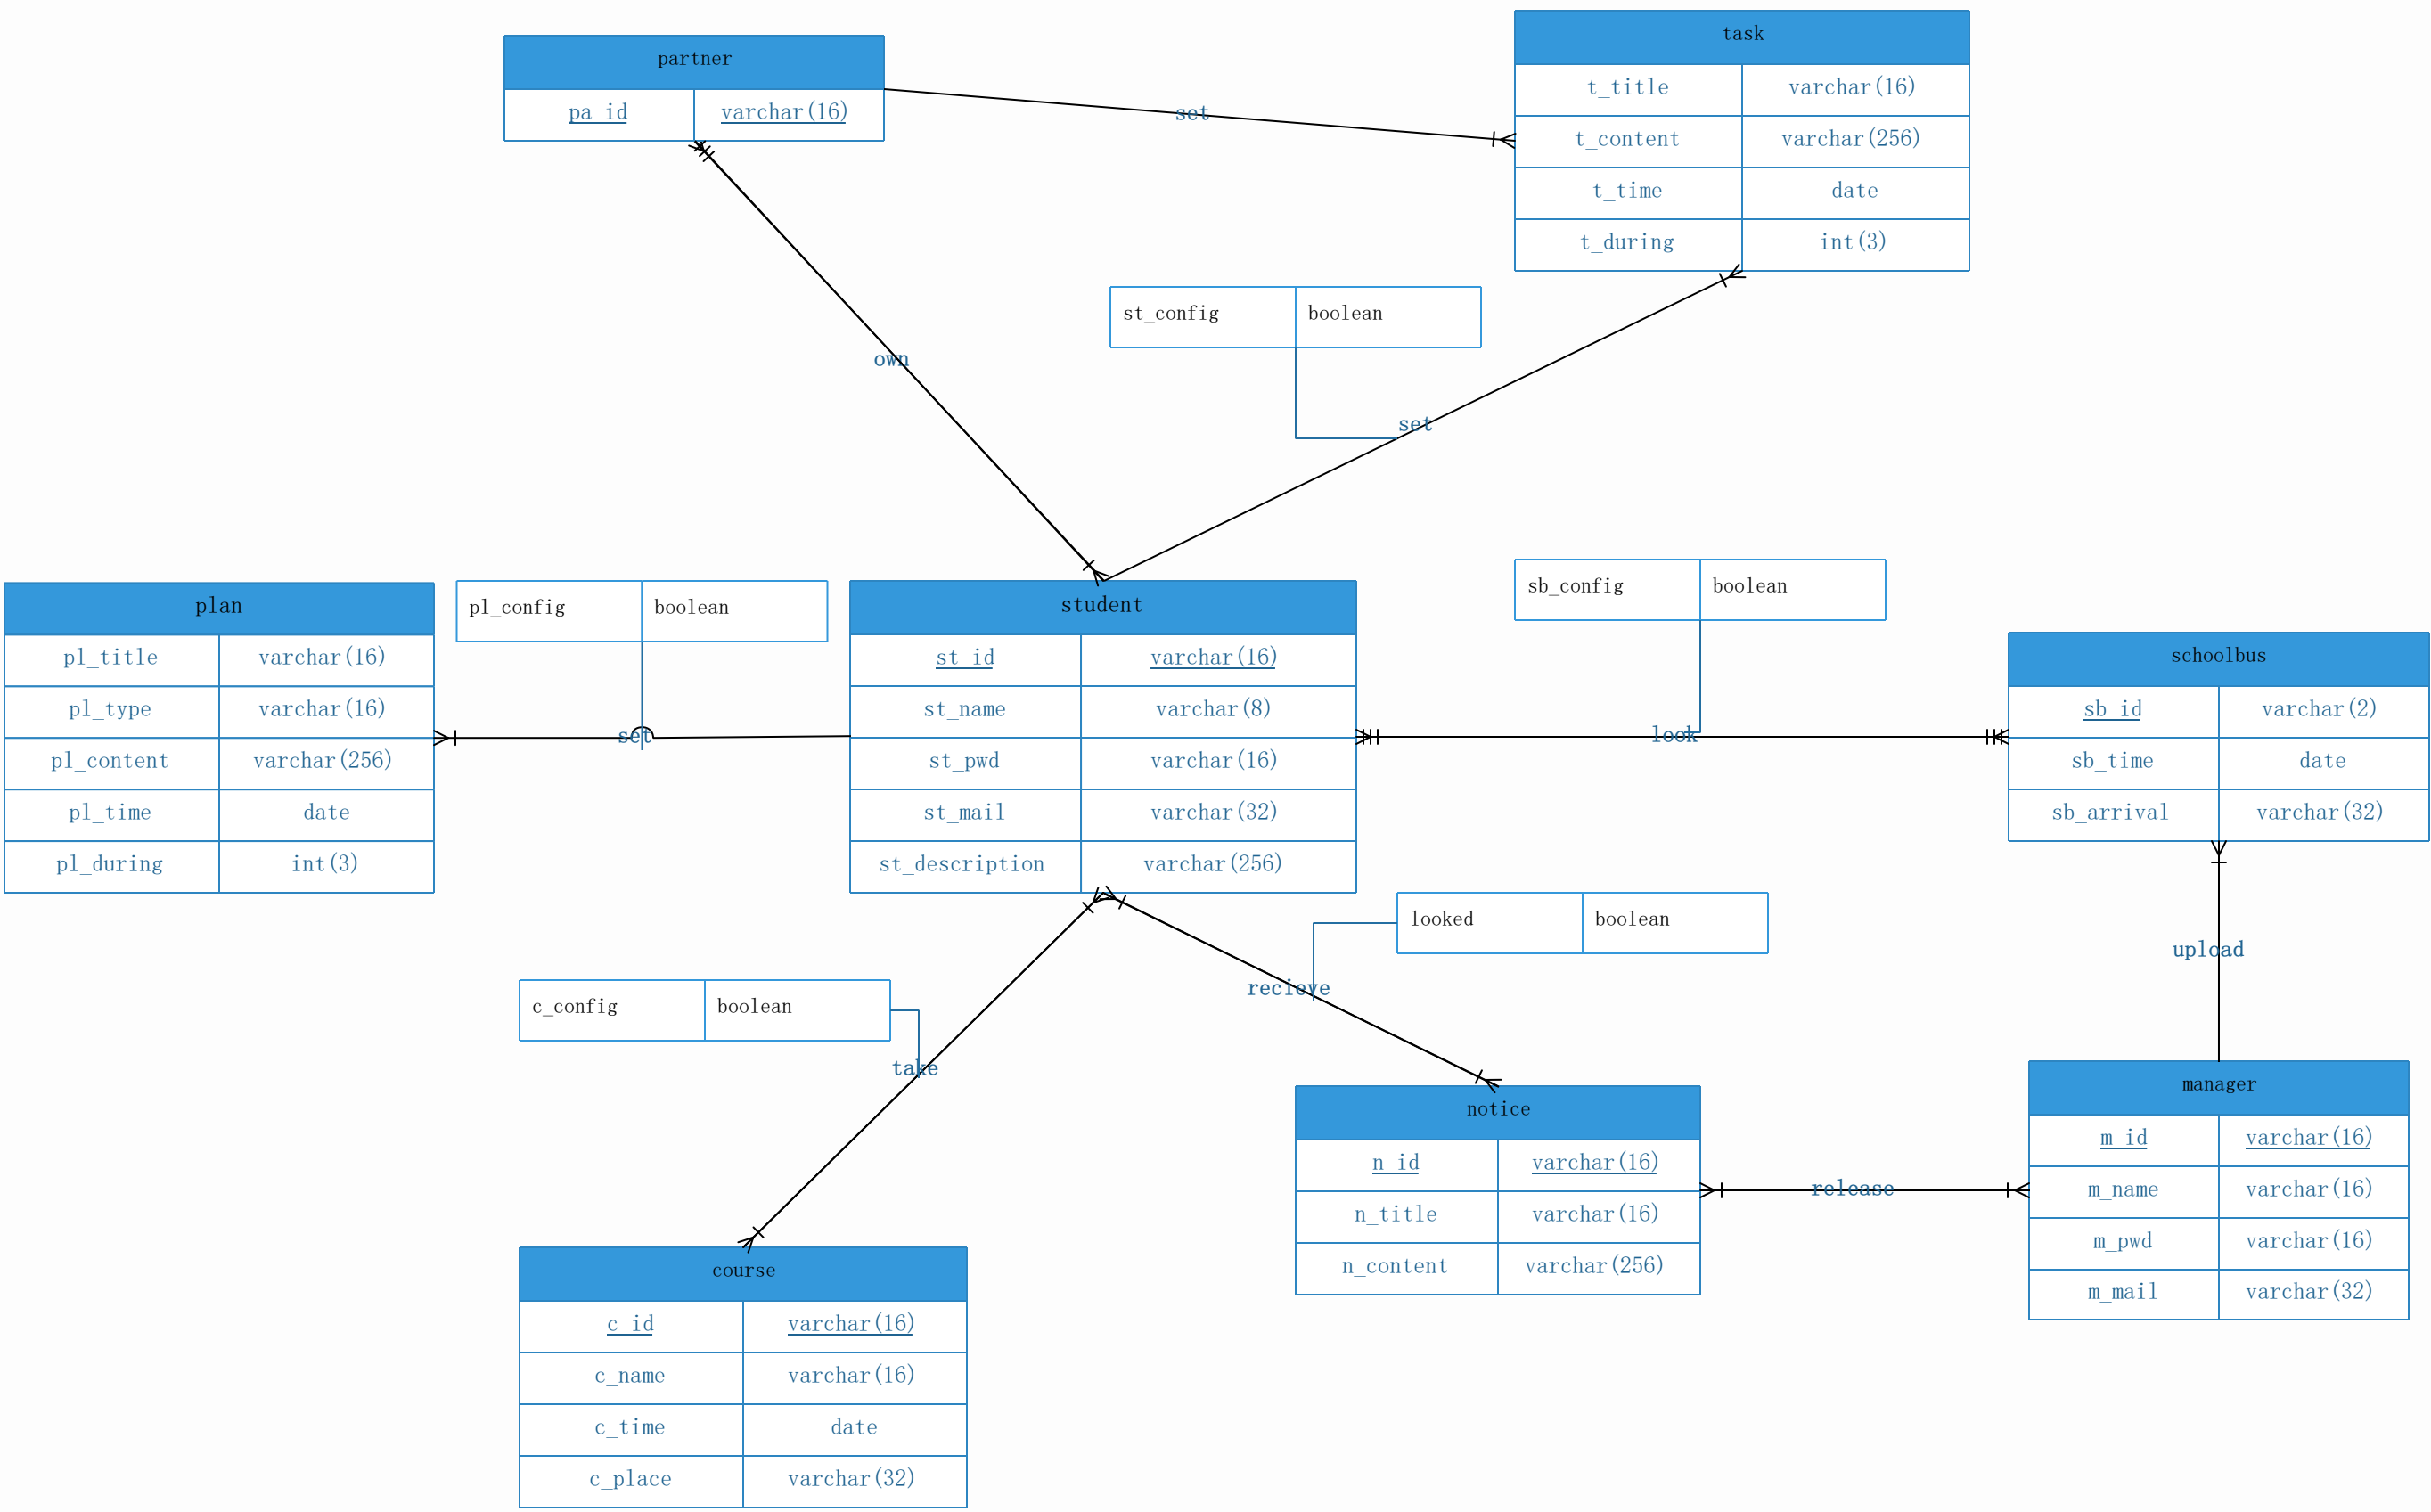 task
t_title varchar(16)
t_content varchar(256)
t_time date
t_during int(3)
partner
pa_id varchar(16)
set
st_config boolean
own
set
plan
pl_title varchar(16)
pl_type varchar(16)
pl_content varchar(256)
pl_time date
pl_during int(3)
pl_config boolean
set
student
st_id varchar(16)
st_name varchar(8)
st_pwd varchar(16)
st_mail varchar(32)
st_description varchar(256)
sb_config boolean
look
schoolbus
sb_id varchar(2)
sb_time date
sb_arrival varchar(32)
looked boolean
upload
recieve
c_config boolean
take
manager
m_id varchar(16)
m_name varchar(16)
m_pwd varchar(16)
m_mail varchar(32)
notice
n_id varchar(16)
n_title varchar(16)
n_content varchar(256)
release
course
c_id varchar(16)
c_name varchar(16)
c_time date
c_place varchar(32)